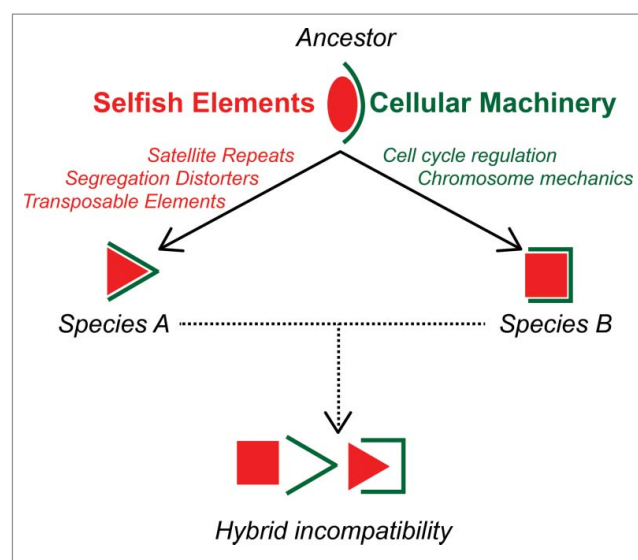 Ancestor
Selfish Elements Cellular Machinery
Satellite Repeats Cell cycle regulation
Segregation Distorters Chromosome mechanics
Transposable Elements
Species A Species B
Hybrid incompatibility